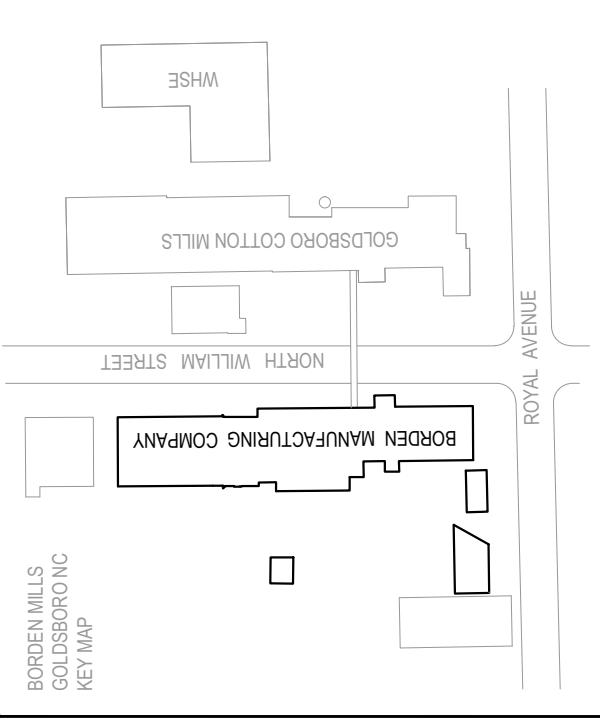 WHSE
GOLDSBORO COTTON MILLS
NORTH WILLIAM STREET
ROYAL AVENUE
BORDEN MANUFACTURING COMPANY
BORDEN MILLS
GOLDSBORO NC
KEY MAP